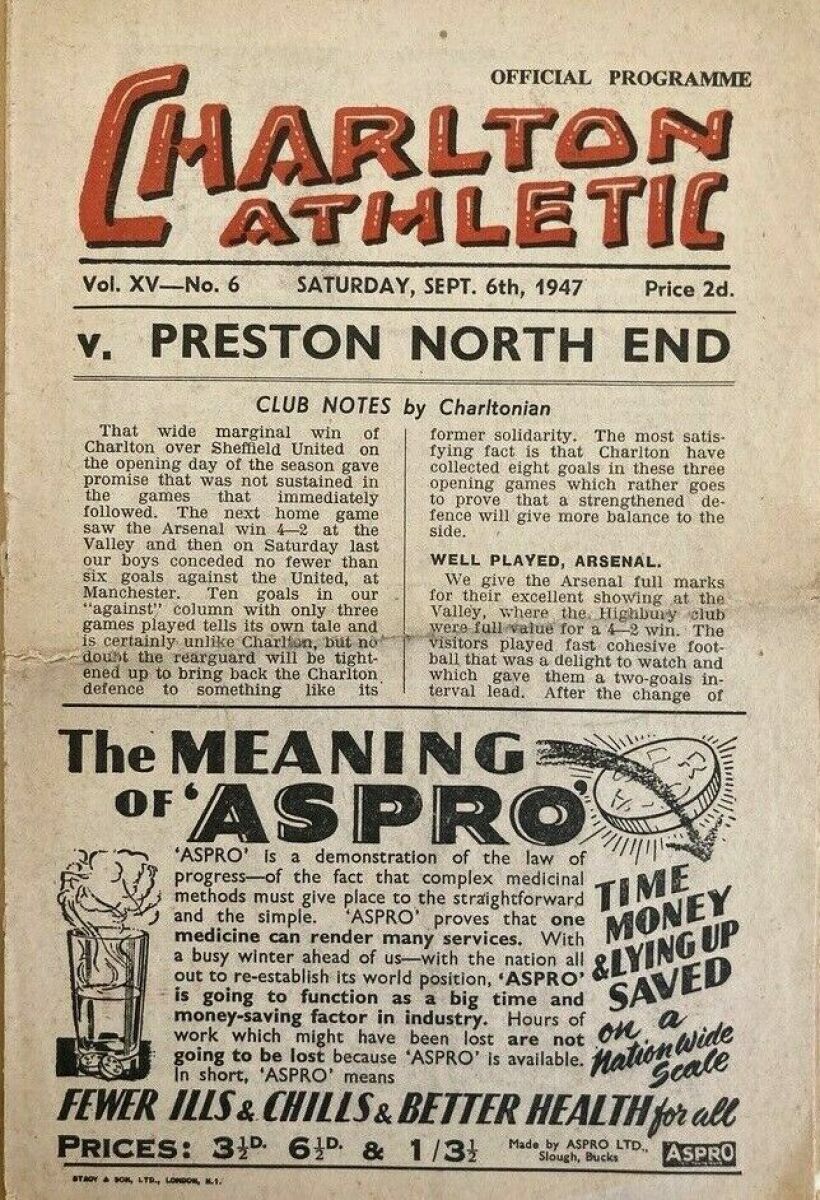 OFFICIAL PROGRAMME
CHARLTON
ATHLETIC
Vol. XV—No. 6 SATURDAY, SEPT. 6th, 1947 Price 2d.
v. PRESTON NORTH END
CLUB NOTES by Charltonian
That wide marginal win of
Charlton over Sheffield United on
the opening day of the season gave
promise that was not sustained in
the games that immediately
followed. The next home game
saw the Arsenal win 4—2 at the
Valley and then on Saturday last
our boys conceded no fewer than
six goals against the United, at
Manchester. Ten goals in our
"against" column with only three
games played tells its own tale and
is certainly unlike Charlton, but no
doubt the rearguard will be tight-
ened up to bring back the Charlton
defence to something like its
former solidarity. The most satis-
fying fact is that Charlton have
collected eight goals in these three
opening games which rather goes
to prove that a strengthened de-
fence will give more balance to the
side.
WELL PLAYED, ARSENAL.
We give the Arsenal full marks
for their excellent showing at the
Valley, where the Highbury club
were full value for a 4—2 win. The
visitors played fast cohesive foot-
ball that was a delight to watch and
which gave them a two-goals in-
terval lead. After the change of
The MEANING
OF 'ASPRO'
'ASPRO' is a demonstration of the law of
progress—of the fact that complex medicinal
methods must give place to the straightforward
and the simple. 'ASPRO' proves that one
medicine can render many services. With
a busy winter ahead of us—with the nation all
out to re-establish its world position, 'ASPRO'
is going to function as a big time and
money-saving factor in industry. Hours of
work which might have been lost are not
going to be lost because 'ASPRO' is available.
In short, 'ASPRO' means
TIME
MONEY
& LYING UP
SAVED
on a
Nation Wide
Scale
FEWER ILLS & CHILLS & BETTER HEALTH for all
PRICES: 3½D. 6½D. & 1/3½ Made by ASPRO LTD.,
Slough, Bucks
ASPRO
STACY & SON, LTD., LONDON, N.1.